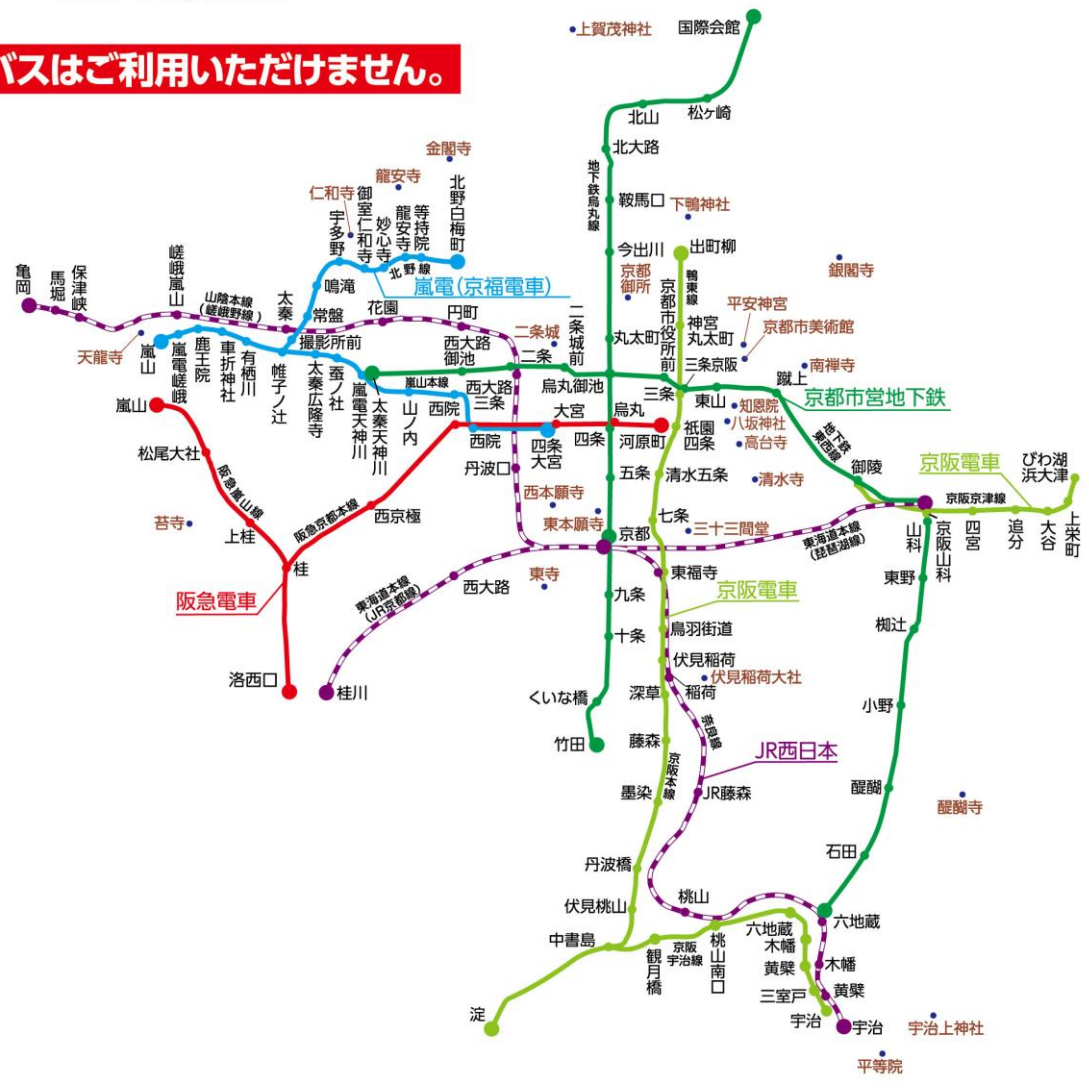 バスはご利用いただけません。
上賀茂神社
国際会館
北山
松ヶ崎
北大路
地下鉄烏丸線
鞍馬口
下鴨神社
今出川
出町柳
京都
御所
鴨東線
京都市役所前
神宮
丸太町
丸太町
銀閣寺
平安神宮
京都市美術館
南禅寺
金閣寺
龍安寺
仁和寺
宇多野
御室仁和寺
妙心寺
龍安寺
等持院
北野白梅町
北野線
嵐電(京福電車)
鳴滝
常盤
撮影所前
亀岡
馬堀
保津峡
嵯峨嵐山
山陰本線
(嵯峨野線)
太秦
花園
円町
二条城
二条城前
西大路
御池
二条
烏丸御池
三条京阪
三条
東山
蹴上
京都市営地下鉄
地下鉄
東西線
天龍寺
嵐山
嵐電嵯峨
鹿王院
車折神社
有栖川
帷子ノ辻
太秦広隆寺
蚕ノ社
嵐電天神川
太秦天神川
嵐山本線
山ノ内
西院
西大路
三条
西院
四条
大宮
大宮
烏丸
四条
河原町
祇園
四条
知恩院
八坂神社
高台寺
清水寺
嵐山
松尾大社
阪急嵐山線
苔寺
上桂
桂
阪急京都本線
西京極
阪急電車
洛西口
丹波口
五条
清水五条
西本願寺
東本願寺
七条
三十三間堂
京都
東海道本線
(琵琶湖線)
御陵
京阪電車
京阪京津線
びわ湖
浜大津
山科
京阪山科
四宮
追分
大谷
上栄町
東海道本線
(JR京都線)
西大路
東寺
桂川
九条
十条
くいな橋
竹田
東福寺
京阪電車
鳥羽街道
伏見稲荷
伏見稲荷大社
深草
稲荷
奈良線
藤森
京阪本線
JR西日本
墨染
JR藤森
丹波橋
伏見桃山
桃山
中書島
観月橋
京阪
宇治線
桃山南口
淀
東野
椥辻
小野
醍醐
醍醐寺
石田
六地蔵
六地蔵
木幡
木幡
黄檗
黄檗
三室戸
宇治
宇治
宇治上神社
平等院